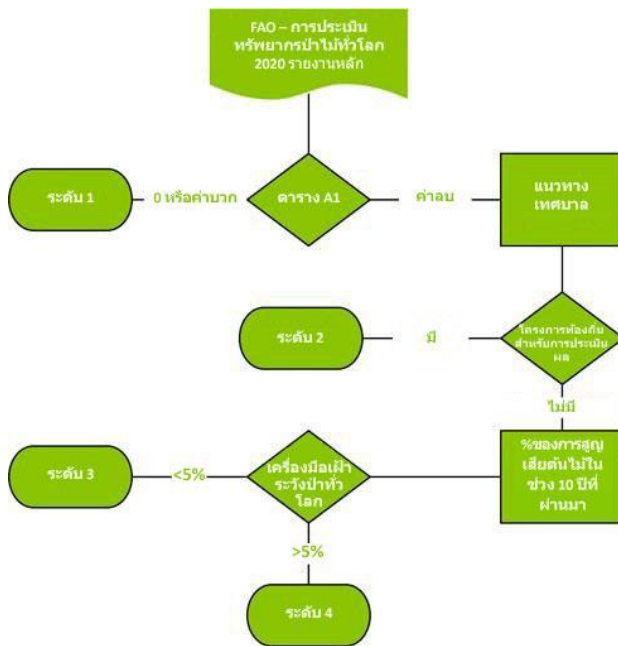 FAO – การประเมิน
ทรัพยากรป่าไม้ทั่วโลก
2020 รายงานหลัก
ระดับ 1
0 หรือค่าบวก
ตาราง A1
ค่าลบ
แนวทาง
เทศบาล
ระดับ 2
มี
โครงการท้องถิ่น
สำหรับการประเมิน
ผล
ไม่มี
ระดับ 3
<5%
เครื่องมือเฝ้า
ระวังป่าทั่ว
โลก
%ของการสูญ
เสียต้นไม้ใน
ช่วง 10 ปีที่
ผ่านมา
>5%
ระดับ 4